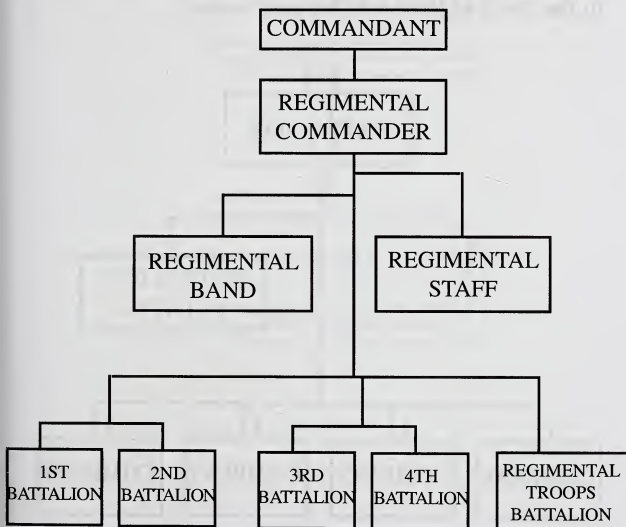 COMMANDANT
REGIMENTAL
COMMANDER
REGIMENTAL
BAND
REGIMENTAL
STAFF
1ST
BATTALION
2ND
BATTALION
3RD
BATTALION
4TH
BATTALION
REGIMENTAL
TROOPS
BATTALION